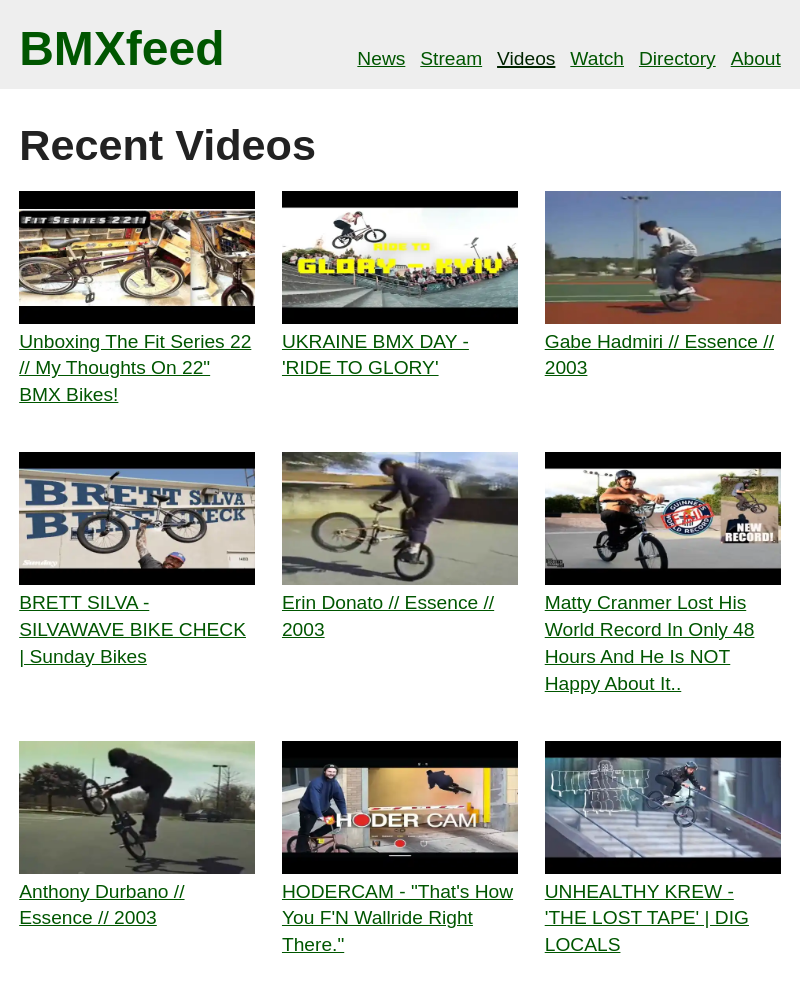 BMXfeed
News Stream Videos Watch Directory About
Recent Videos
FIT SERIES 22!!
RIDE TO
GLORY - KYIV
Unboxing The Fit Series 22
// My Thoughts On 22"
BMX Bikes!
UKRAINE BMX DAY -
'RIDE TO GLORY'
Gabe Hadmiri // Essence //
2003
BRETT SILVA
BIKE CHECK
Sunday
GUINNESS
WORLD RECORDS
NEW
RECORD!
BRETT SILVA -
SILVAWAVE BIKE CHECK
| Sunday Bikes
Erin Donato // Essence //
2003
Matty Cranmer Lost His
World Record In Only 48
Hours And He Is NOT
Happy About It..
HODER CAM
Anthony Durbano //
Essence // 2003
HODERCAM - "That's How
You F'N Wallride Right
There."
UNHEALTHY KREW -
'THE LOST TAPE' | DIG
LOCALS